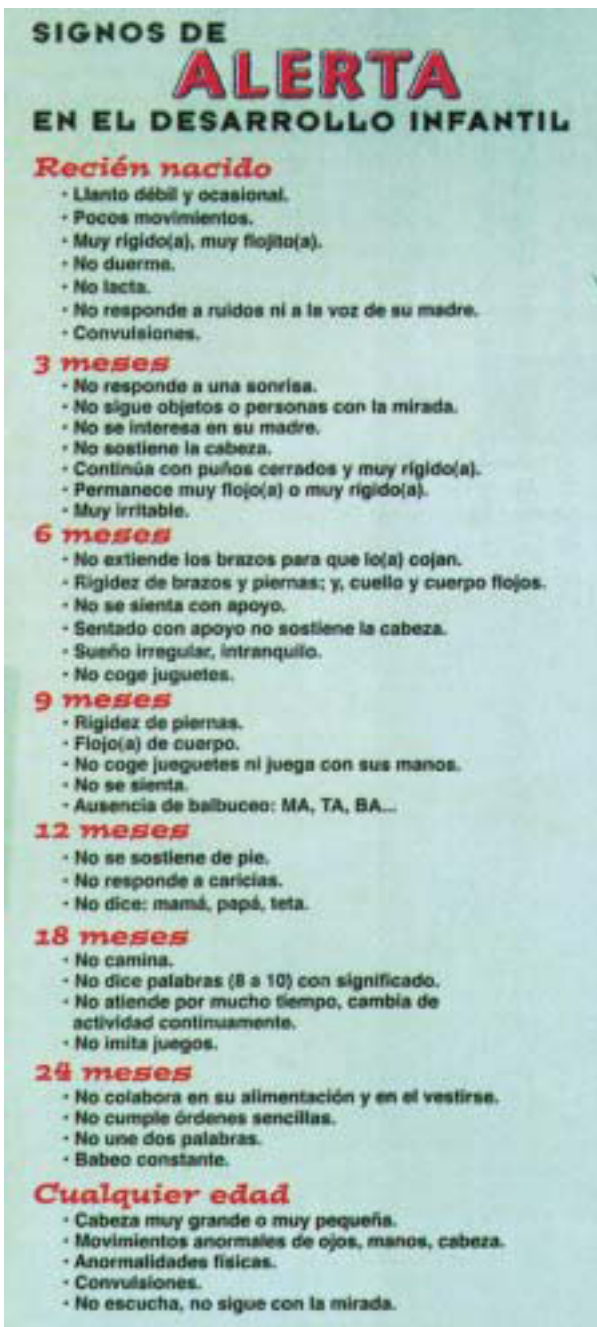 SIGNOS DE
ALERTA
EN EL DESARROLLO INFANTIL
Recién nacido
· Llanto débil y ocasional.
· Pocos movimientos.
· Muy rígido(a), muy flojito(a).
· No duerme.
· No lacta.
· No responde a ruidos ni a la voz de su madre.
· Convulsiones.
3 meses
· No responde a una sonrisa.
· No sigue objetos o personas con la mirada.
· No se interesa en su madre.
· No sostiene la cabeza.
· Continúa con puños cerrados y muy rígido(a).
· Permanece muy flojo(a) o muy rígido(a).
· Muy irritable.
6 meses
· No extiende los brazos para que lo(a) cojan.
· Rigidez de brazos y piernas; y, cuello y cuerpo flojos.
· No se sienta con apoyo.
· Sentado con apoyo no sostiene la cabeza.
· Sueño irregular, intranquilo.
· No coge juguetes.
9 meses
· Rigidez de piernas.
· Flojo(a) de cuerpo.
· No coge jueguetes ni juega con sus manos.
· No se sienta.
· Ausencia de balbuceo: MA, TA, BA...
12 meses
· No se sostiene de pie.
· No responde a caricias.
· No dice: mamá, papá, teta.
18 meses
· No camina.
· No dice palabras (8 a 10) con significado.
· No atiende por mucho tiempo, cambia de
actividad continuamente.
· No imita juegos.
24 meses
· No colabora en su alimentación y en el vestirse.
· No cumple órdenes sencillas.
· No une dos palabras.
· Babeo constante.
Cualquier edad
· Cabeza muy grande o muy pequeña.
· Movimientos anormales de ojos, manos, cabeza.
· Anormalidades físicas.
· Convulsiones.
· No escucha, no sigue con la mirada.